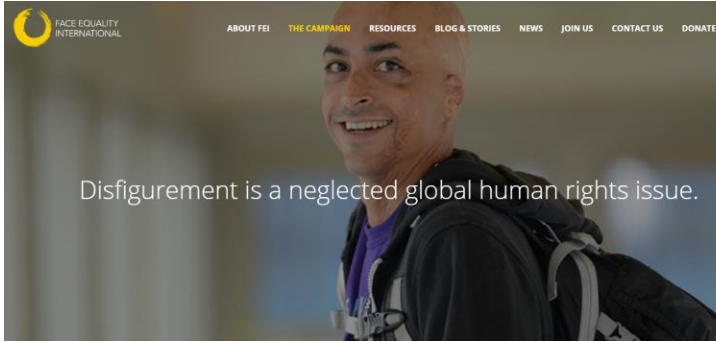 FACE EQUALITY
INTERNATIONAL
ABOUT FEI THE CAMPAIGN RESOURCES BLOG & STORIES NEWS JOIN US CONTACT US DONATE
Disfigurement is a neglected global human rights issue.